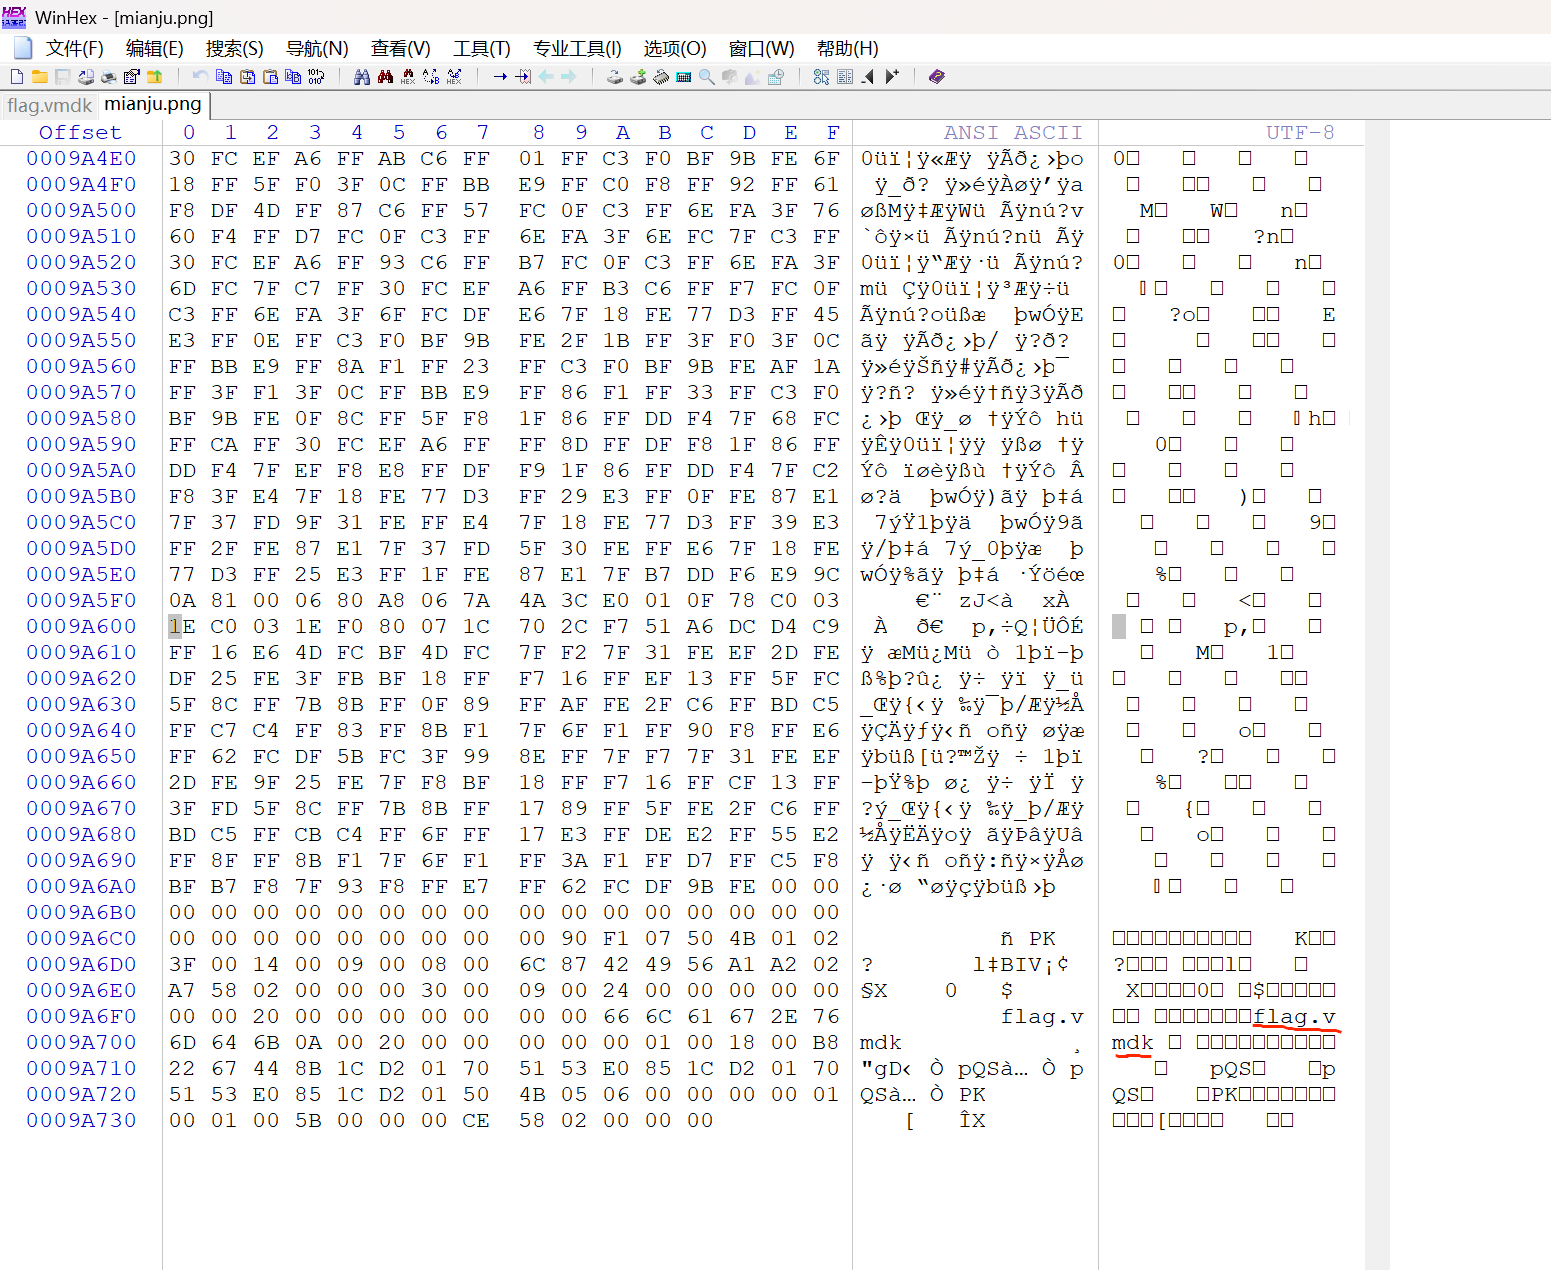 WinHex - [mianju.png]
文件(F) 编辑(E) 搜索(S) 导航(N) 查看(V) 工具(T) 专业工具(I) 选项(O) 窗口(W) 帮助(H)
flag.vmdk mianju.png
Offset 0 1 2 3 4 5 6 7 8 9 A B C D E F ANSI ASCII UTF-8
0009A4E0 30 FC EF A6 FF AB C6 FF 01 FF C3 F0 BF 9B FE 6F 0üï¦ÿ«Æÿ ÿÃð¿›þo
0009A4F0 18 FF 5F F0 3F 0C FF BB E9 FF C0 F8 FF 92 FF 61 ÿ_ð? ÿ»éÿÀøÿ’ÿa
0009A500 F8 DF 4D FF 87 C6 FF 57 FC 0F C3 FF 6E FA 3F 76 øßMÿ‡ÆÿWü Ãÿnú?v
0009A510 60 F4 FF D7 FC 0F C3 FF 6E FA 3F 6E FC 7F C3 FF `ôÿ×ü Ãÿnú?nü Ãÿ
0009A520 30 FC EF A6 FF 93 C6 FF B7 FC 0F C3 FF 6E FA 3F 0üï¦ÿ“Æÿ·ü Ãÿnú?
0009A530 6D FC 7F C7 FF 30 FC EF A6 FF B3 C6 FF F7 FC 0F mü Çÿ0üï¦ÿ³Æÿ÷ü
0009A540 C3 FF 6E FA 3F 6F FC DF E6 7F 18 FE 77 D3 FF 45 Ãÿnú?oüßæ þwÓÿE
0009A550 E3 FF 0E FF C3 F0 BF 9B FE 2F 1B FF 3F F0 3F 0C ãÿ ÿÃð¿›þ/ ÿ?ð?
0009A560 FF BB E9 FF 8A F1 FF 23 FF C3 F0 BF 9B FE AF 1A ÿ»éÿŠñÿ#ÿÃð¿›þ¯
0009A570 FF 3F F1 3F 0C FF BB E9 FF 86 F1 FF 33 FF C3 F0 ÿ?ñ? ÿ»éÿ†ñÿ3ÿÃð
0009A580 BF 9B FE 0F 8C FF 5F F8 1F 86 FF DD F4 7F 68 FC ¿›þ Œÿ_ø †ÿÝô hü
0009A590 FF CA FF 30 FC EF A6 FF FF 8D FF DF F8 1F 86 FF ÿÊÿ0üï¦ÿÿ ÿßø †ÿ
0009A5A0 DD F4 7F EF F8 E8 FF DF F9 1F 86 FF DD F4 7F C2 Ýô ïøèÿßù †ÿÝô Â
0009A5B0 F8 3F E4 7F 18 FE 77 D3 FF 29 E3 FF 0F FE 87 E1 ø?ä þwÓÿ)ãÿ þ‡á
0009A5C0 7F 37 FD 9F 31 FE FF E4 7F 18 FE 77 D3 FF 39 E3 7ýŸ1þÿä þwÓÿ9ã
0009A5D0 FF 2F FE 87 E1 7F 37 FD 5F 30 FE FF E6 7F 18 FE ÿ/þ‡á 7ý_0þÿæ þ
0009A5E0 77 D3 FF 25 E3 FF 1F FE 87 E1 7F B7 DD F6 E9 9C wÓÿ%ãÿ þ‡á ·Ýöéœ
0009A5F0 0A 81 00 06 80 A8 06 7A 4A 3C E0 01 0F 78 C0 03 €¨ zJ<à xÀ
0009A600 1E C0 03 1E F0 80 07 1C 70 2C F7 51 A6 DC D4 C9 À ð€ p,÷Q¦ÜÔÉ
0009A610 FF 16 E6 4D FC BF 4D FC 7F F2 7F 31 FE EF 2D FE ÿ æMü¿Mü ò 1þï-þ
0009A620 DF 25 FE 3F FB BF 18 FF F7 16 FF EF 13 FF 5F FC ß%þ?û¿ ÿ÷ ÿï ÿ_ü
0009A630 5F 8C FF 7B 8B FF 0F 89 FF AF FE 2F C6 FF BD C5 _Œÿ{‹ÿ ‰ÿ¯þ/Æÿ½Å
0009A640 FF C7 C4 FF 83 FF 8B F1 7F 6F F1 FF 90 F8 FF E6 ÿÇÄÿƒÿ‹ñ oñÿ øÿæ
0009A650 FF 62 FC DF 5B FC 3F 99 8E FF 7F F7 7F 31 FE EF ÿbüß[ü?™Žÿ ÷ 1þï
0009A660 2D FE 9F 25 FE 7F F8 BF 18 FF F7 16 FF CF 13 FF -þŸ%þ ø¿ ÿ÷ ÿÏ ÿ
0009A670 3F FD 5F 8C FF 7B 8B FF 17 89 FF 5F FE 2F C6 FF ?ý_Œÿ{‹ÿ ‰ÿ_þ/Æÿ
0009A680 BD C5 FF CB C4 FF 6F FF 17 E3 FF DE E2 FF 55 E2 ½ÅÿËÄÿoÿ ãÿÞâÿUâ
0009A690 FF 8F FF 8B F1 7F 6F F1 FF 3A F1 FF D7 FF C5 F8 ÿ ÿ‹ñ oñÿ:ñÿ×ÿÅø
0009A6A0 BF B7 F8 7F 93 F8 FF E7 FF 62 FC DF 9B FE 00 00 ¿·ø “øÿçÿbüß›þ
0009A6B0 00 00 00 00 00 00 00 00 00 00 00 00 00 00 00 00
0009A6C0 00 00 00 00 00 00 00 00 00 90 F1 07 50 4B 01 02 ñ PK
0009A6D0 3F 00 14 00 09 00 08 00 6C 87 42 49 56 A1 A2 02 ? l‡BIV¡¢
0009A6E0 A7 58 02 00 00 00 30 00 09 00 24 00 00 00 00 00 §X 0 $
0009A6F0 00 00 20 00 00 00 00 00 00 00 66 6C 61 67 2E 76 flag.v flag.v
0009A700 6D 64 6B 0A 00 20 00 00 00 00 00 01 00 18 00 B8 mdk ¸ mdk
0009A710 22 67 44 8B 1C D2 01 70 51 53 E0 85 1C D2 01 70 "gD‹ Ò pQSà… Ò p pQS p
0009A720 51 53 E0 85 1C D2 01 50 4B 05 06 00 00 00 00 01 QSà… Ò PK QS PK
0009A730 00 01 00 5B 00 00 00 CE 58 02 00 00 00 [ ÎX [